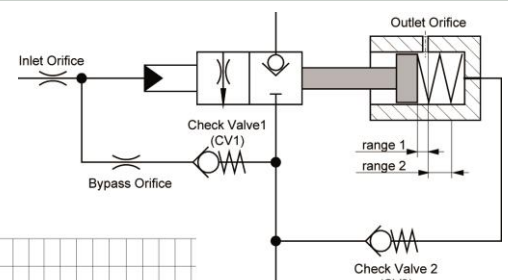 Outlet Orifice
Inlet Orifice
Check Valve1
(CV1)
range 1
range 2
Bypass Orifice
Check Valve 2